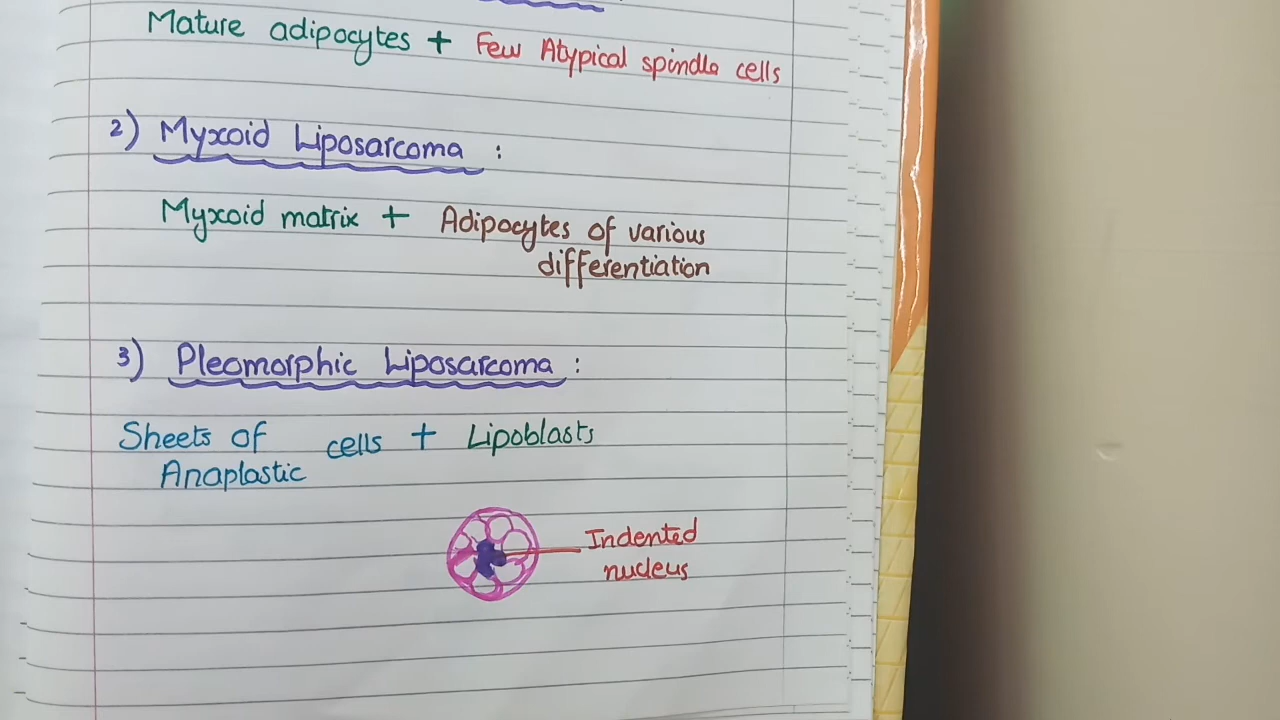 Mature adipocytes + Few Atypical spindle cells
2) Myxoid Liposarcoma :
Myxoid matrix + Adipocytes of various
differentiation
3) Pleomorphic Liposarcoma :
Sheets of cells + Lipoblasts
Anaplastic
Indented
nucleus